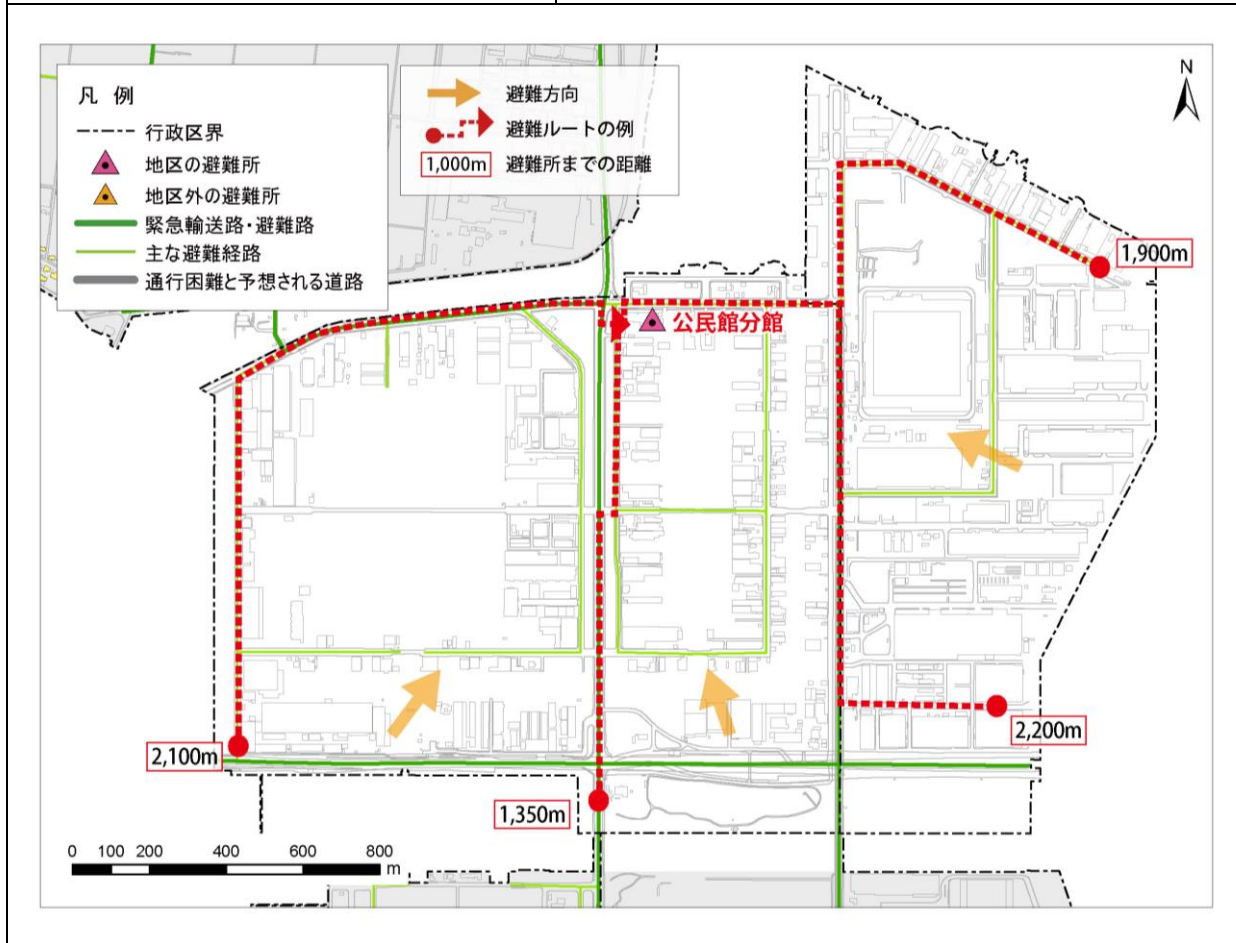 凡 例
行政区界
地区の避難所
地区外の避難所
緊急輸送路・避難路
主な避難経路
通行困難と予想される道路
避難方向
避難ルートの例
1,000m 避難所までの距離
N
1,900m
公民館分館
2,100m
2,200m
1,350m
0 100 200 400 600 800
m